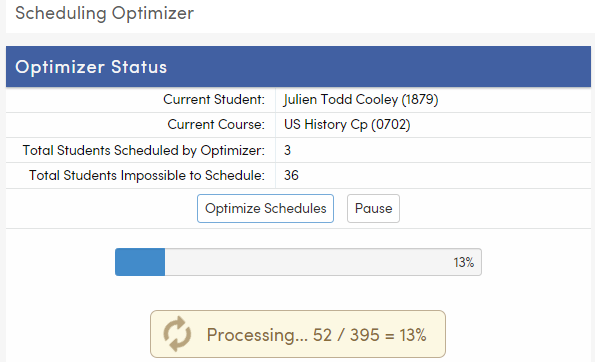 Scheduling Optimizer
Optimizer Status
Current Student: Julien Todd Cooley (1879)
Current Course: US History Cp (0702)
Total Students Scheduled by Optimizer: 3
Total Students Impossible to Schedule: 36
Optimize Schedules Pause
13%
Processing... 52 / 395 = 13%